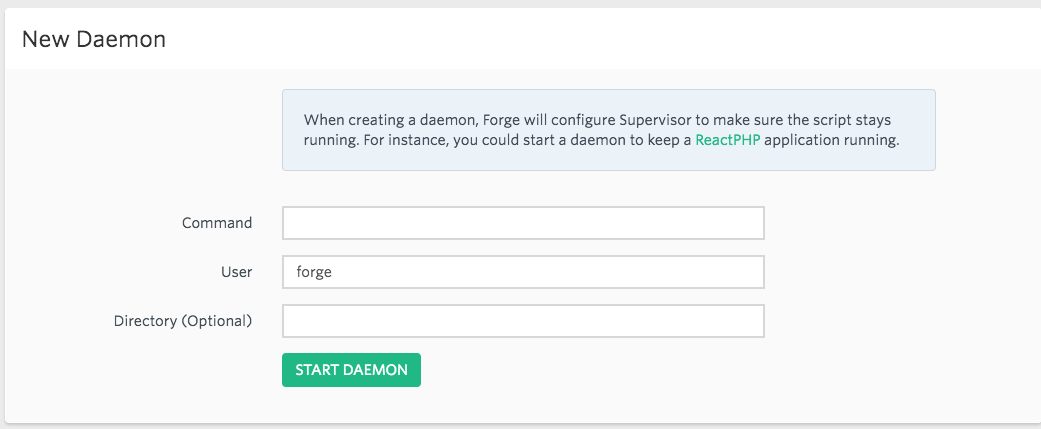 New Daemon
When creating a daemon, Forge will configure Supervisor to make sure the script stays
running. For instance, you could start a daemon to keep a ReactPHP application running.
Command
User forge
Directory (Optional)
START DAEMON